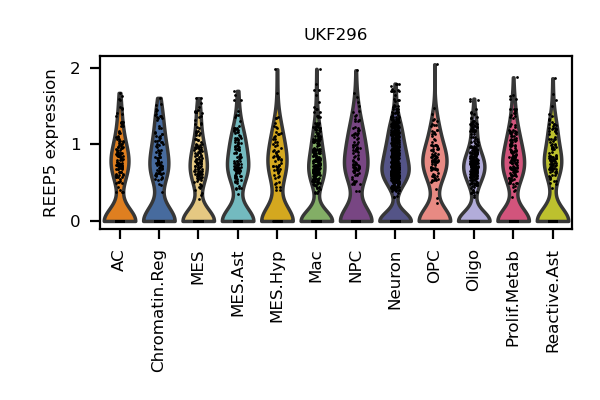 UKF296
REEP5 expression
2
1
0
AC
Chromatin.Reg
MES
MES.Ast
MES.Hyp
Mac
NPC
Neuron
OPC
Oligo
Prolif.Metab
Reactive.Ast